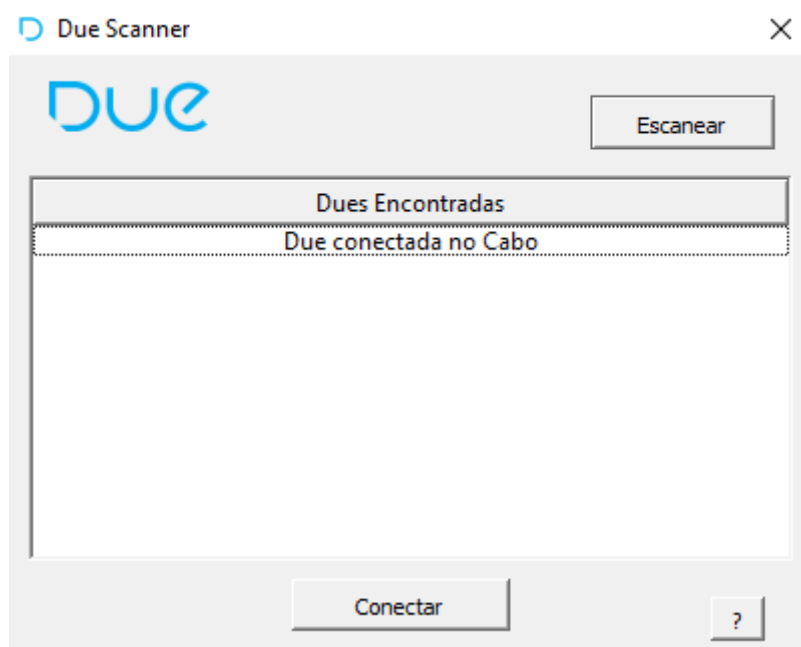 Due Scanner
DUE
Escanear
Dues Encontradas
Due conectada no Cabo
Conectar
?